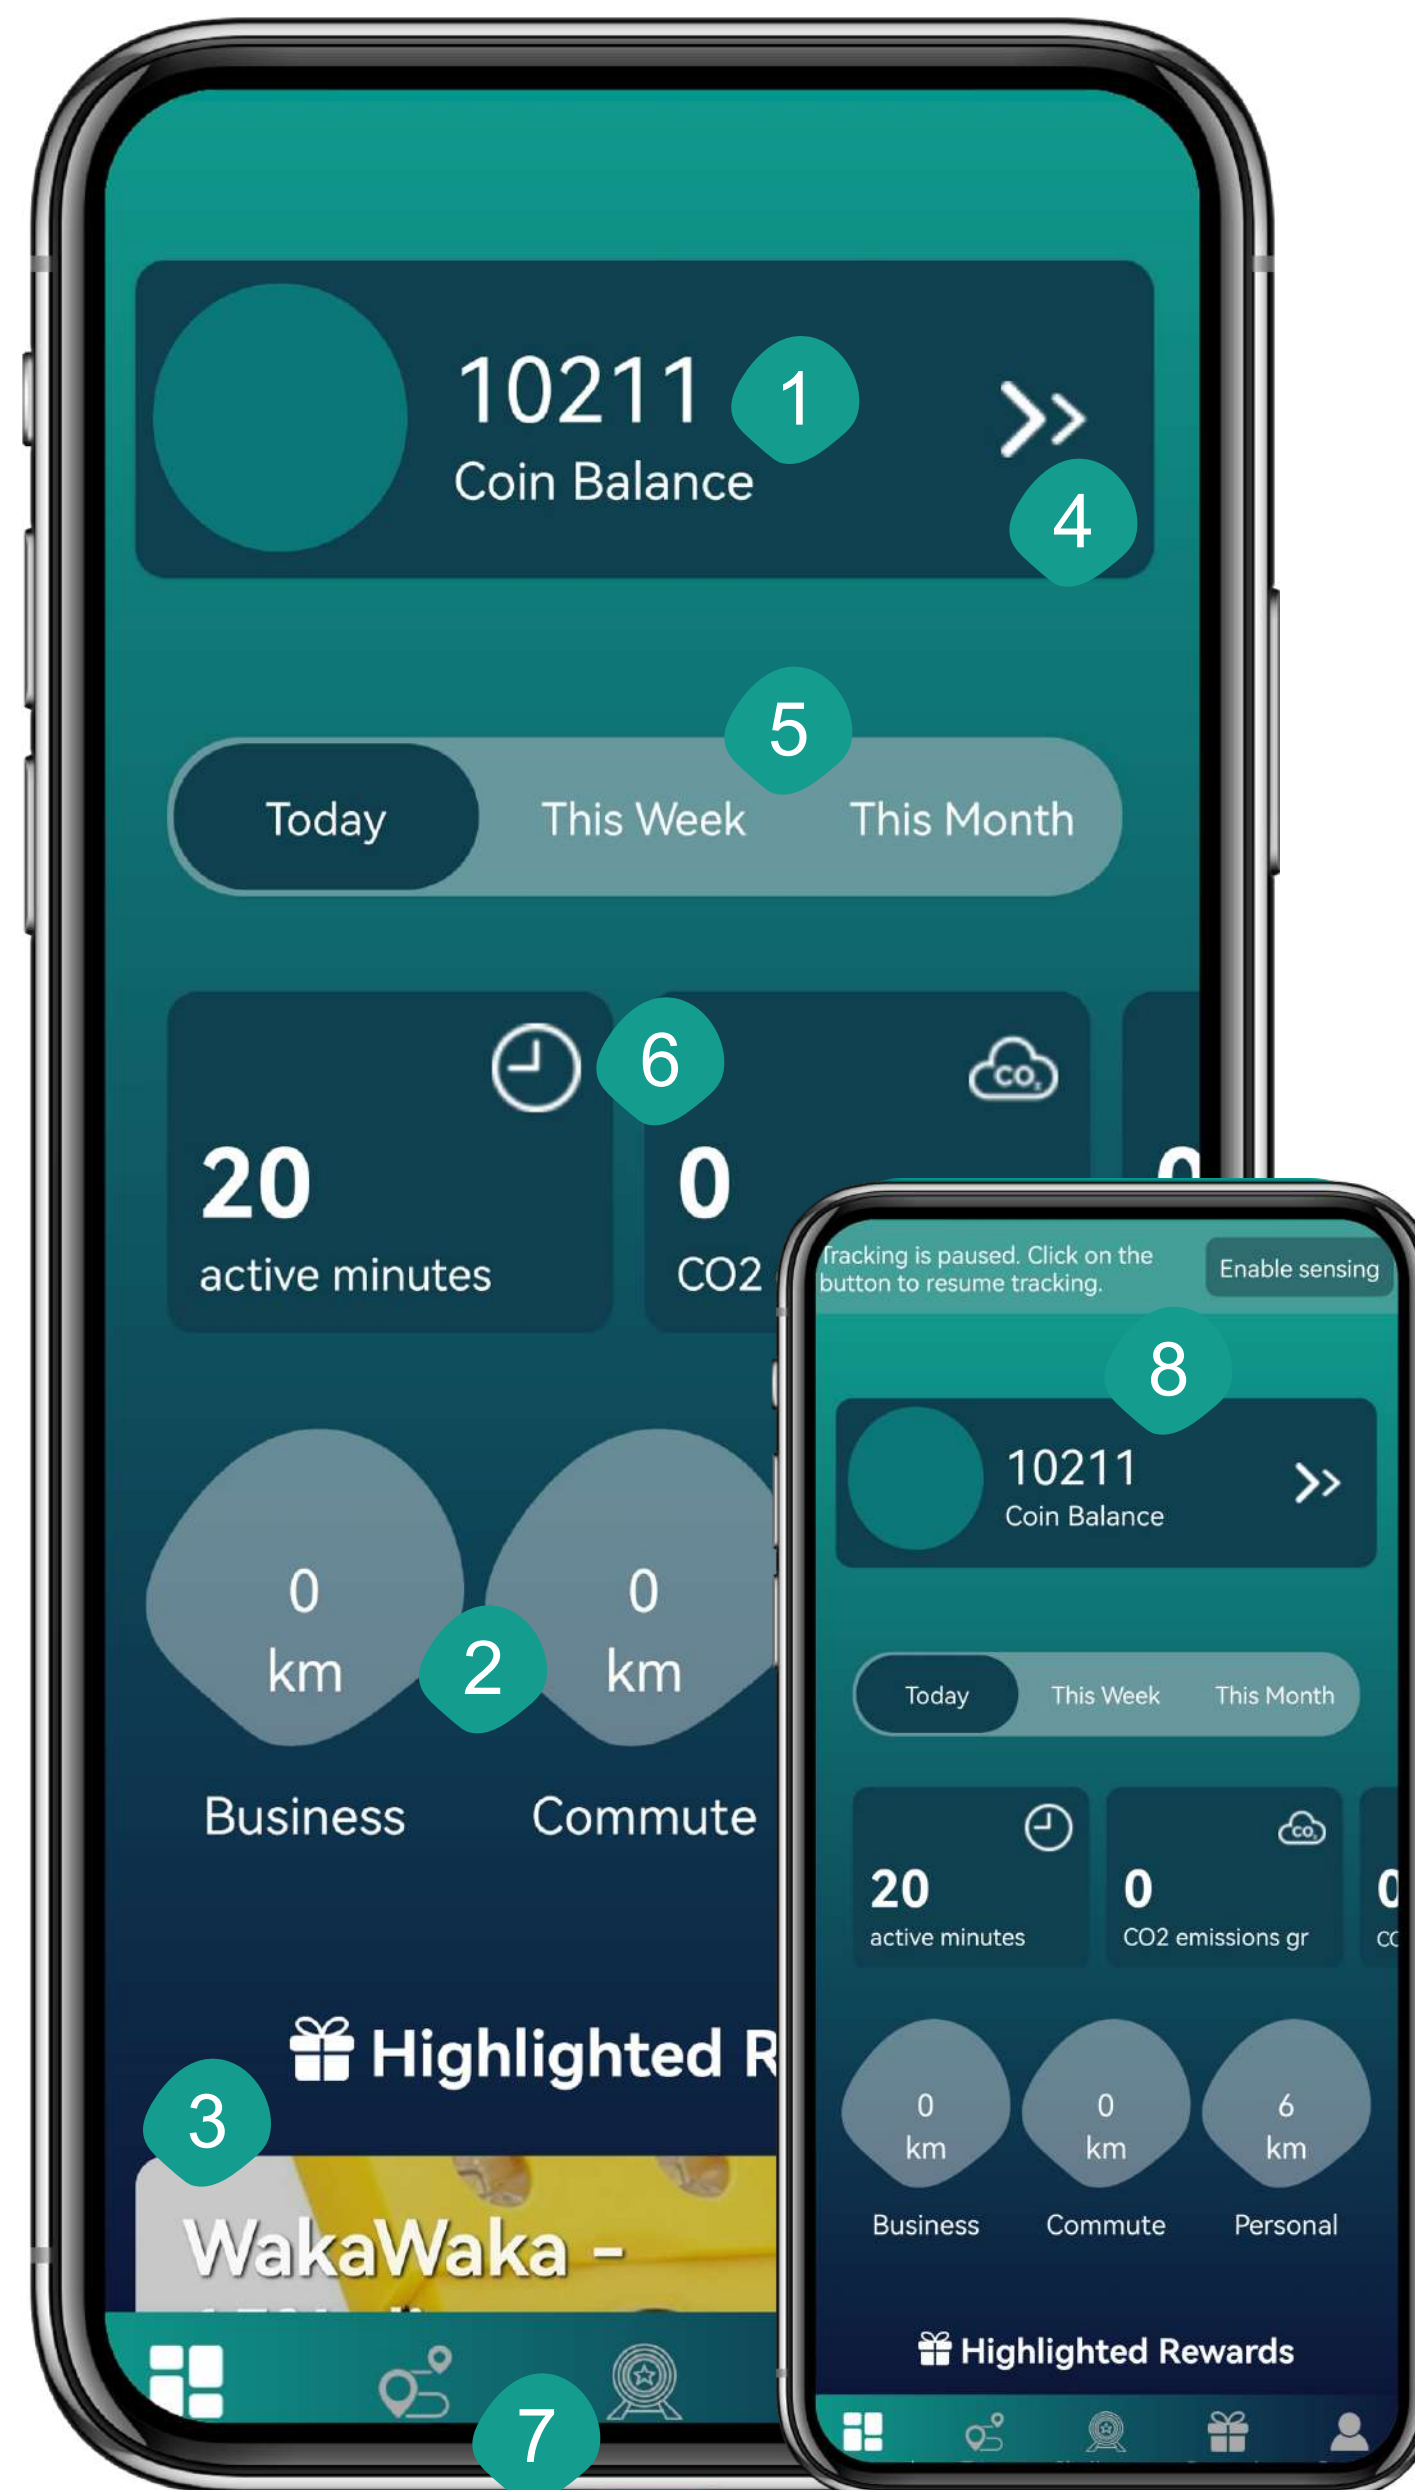 10211
1
Coin Balance
4
5
Today
This Week
This Month
6
CO
20
active minutes
0
CO2
0
km
Business
2
0
km
Commute
Highlighted R
3
WakaWaka -
7
Tracking is paused. Click on the
button to resume tracking.
Enable sensing
8
10211
Coin Balance
Today
This Week
This Month
CO
20
active minutes
0
CO2 emissions gr
0
km
Business
0
km
Commute
6
km
Personal
Highlighted Rewards